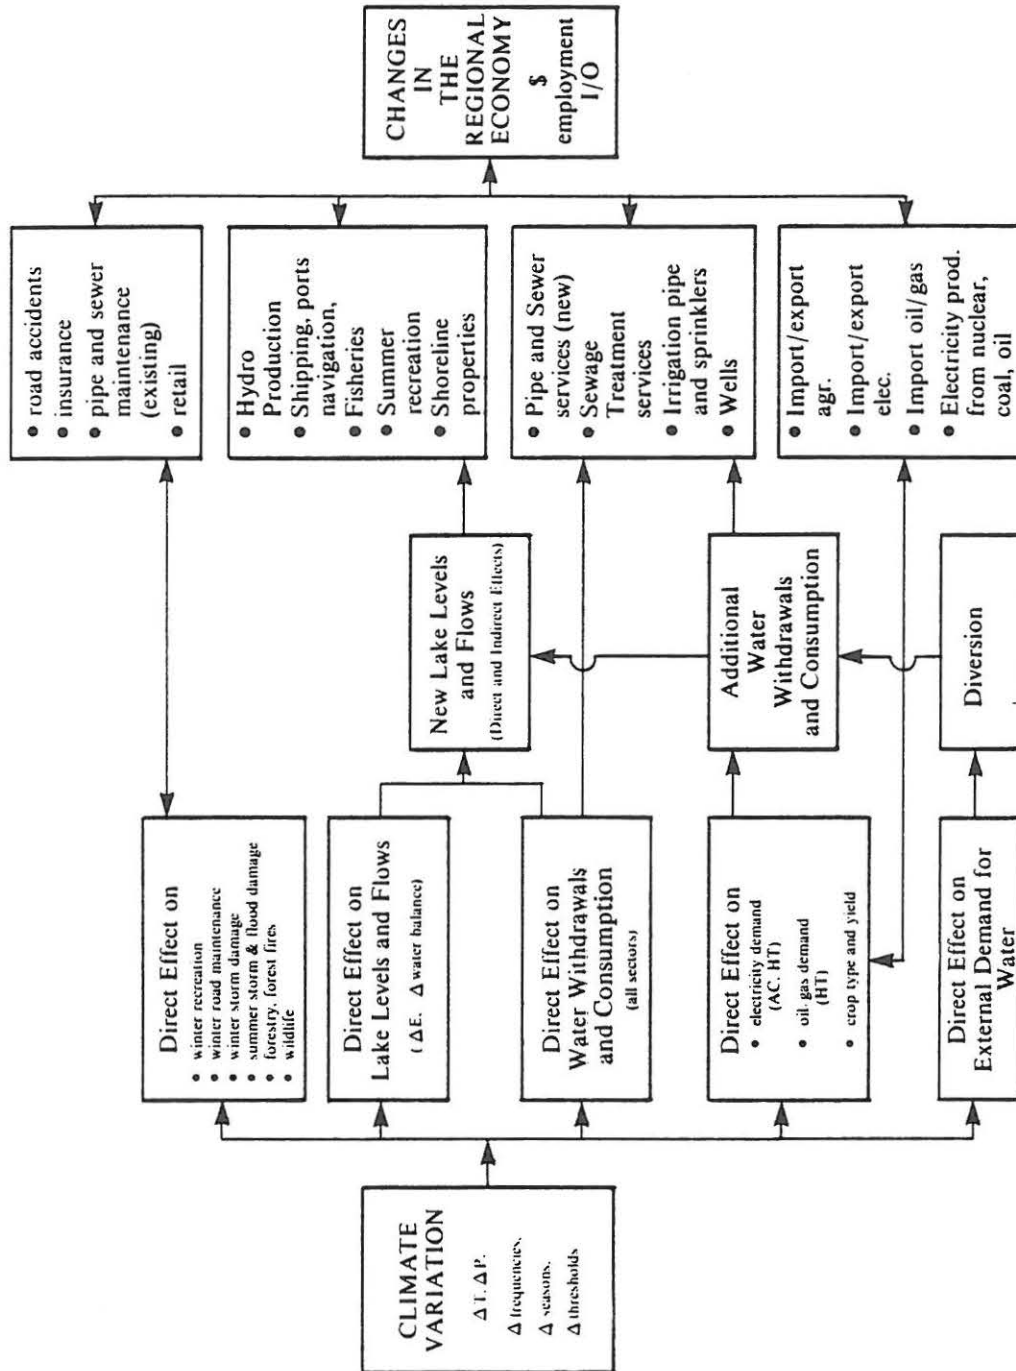 CLIMATE
VARIATION
Δ T. Δ P.
Δ frequencies.
Δ seasons.
Δ thresholds
Direct Effect on
• winter recreation
• winter road maintenance
• winter storm damage
• summer storm & flood damage
• forestry, forest fires
• wildlife
Direct Effect on
Lake Levels and Flows
( Δ E. Δ water balance)
Direct Effect on
Water Withdrawals
and Consumption
(all sectors)
Direct Effect on
• electricity demand
(AC. HT)
• oil- gas demand
(HT)
• crop type and yield
Direct Effect on
External Demand for
Water
New Lake Levels
and Flows
(Direct and Indirect Effects)
Additional
Water
Withdrawals
and Consumption
Diversion
• road accidents
• insurance
• pipe and sewer
maintenance
(existing)
• retail
• Hydro
Production
• Shipping, ports
navigation,
• Fisheries
• Summer
recreation
• Shoreline
properties
• Pipe and Sewer
services (new)
• Sewage
Treatment
services
• Irrigation pipe
and sprinklers
• Wells
• Import/export
agr.
• Import/export
elec.
• Import oil/gas
• Electricity prod.
from nuclear,
coal, oil
CHANGES
IN
THE
REGIONAL
ECONOMY
$
employment
I/O